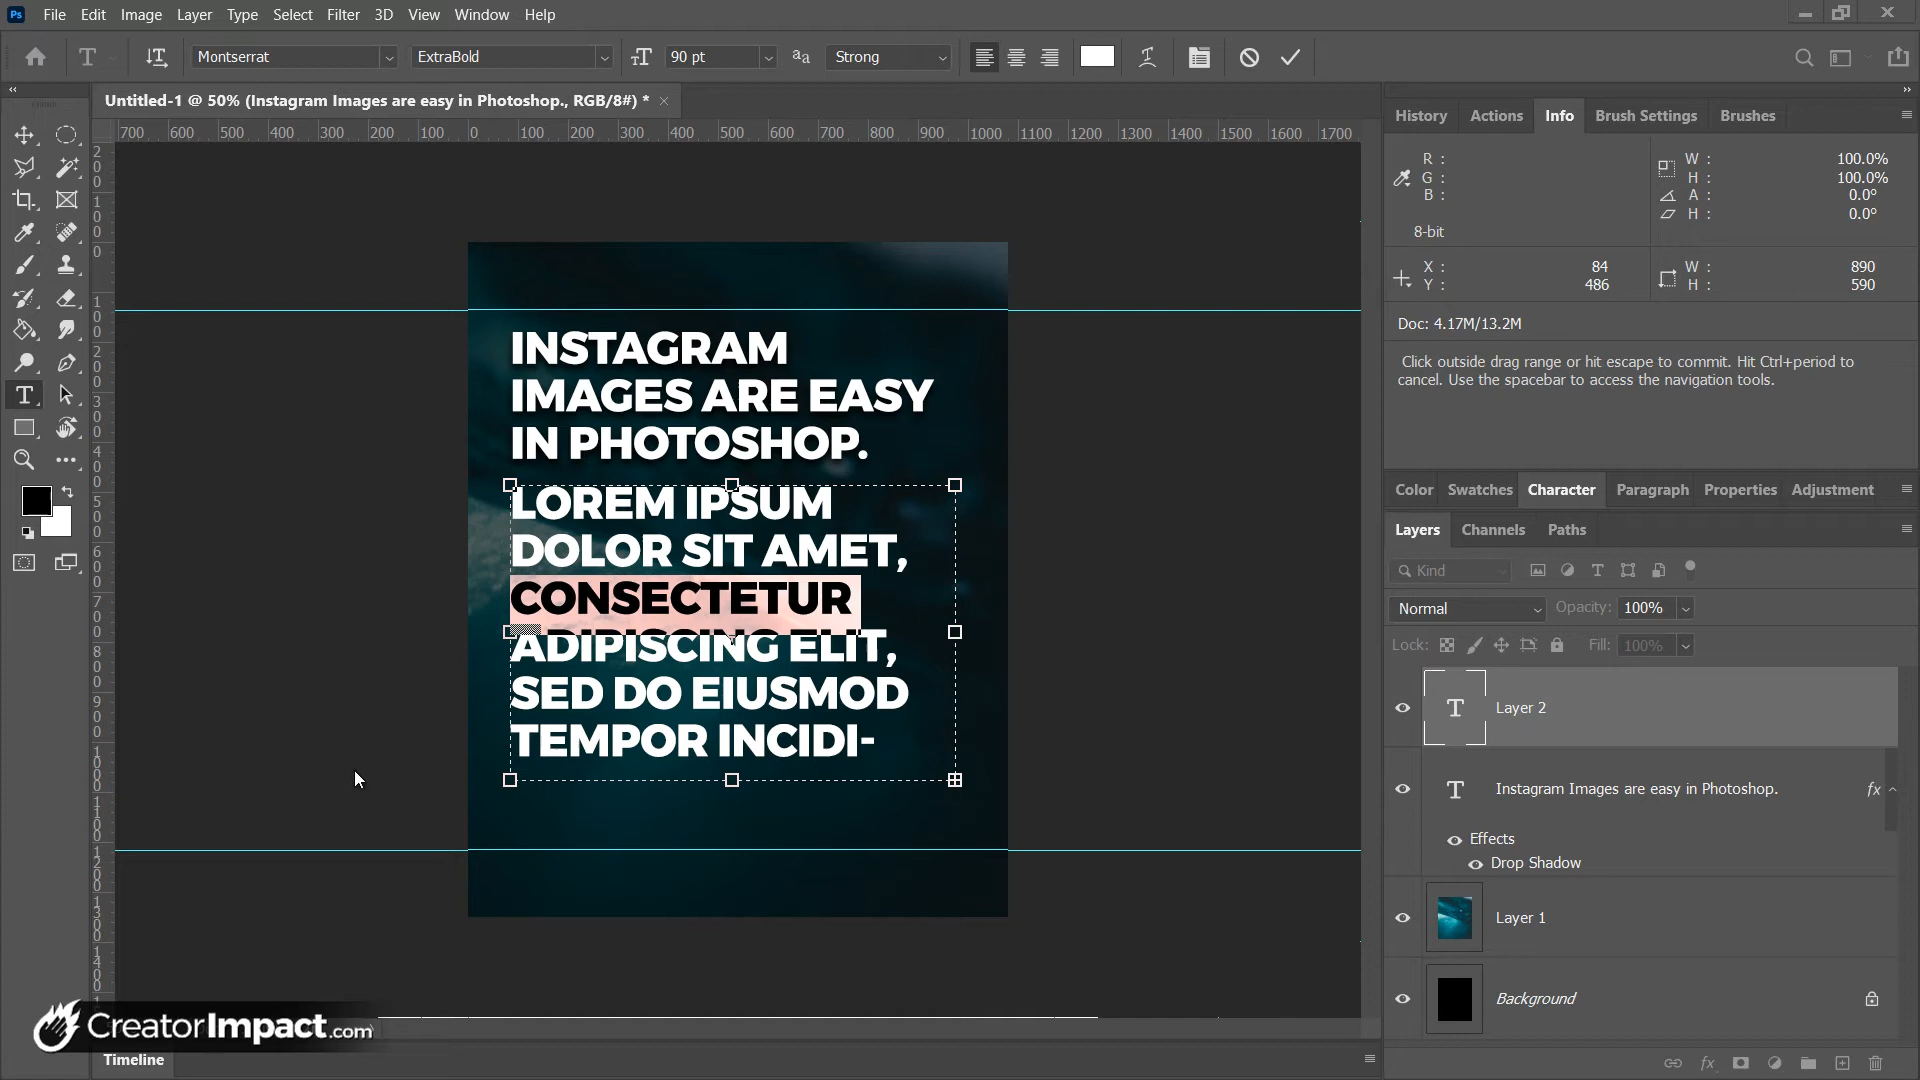 Ps File Edit Image Layer Type Select Filter 3D View Window Help
T Montserrat ExtraBold 90 pt aa Strong
Untitled-1 @ 50% (Instagram Images are easy in Photoshop., RGB/8#) *
700 600 500 400 300 200 100 0 100 200 300 400 500 600 700 800 900 1000 1100 1200 1300 1400 1500 1600 1700
History Actions Info Brush Settings Brushes
R :
G :
B :
8-bit
W : 100.0%
H : 100.0%
A : 0.0°
H : 0.0°
X : 84
Y : 486
W : 890
H : 590
Doc: 4.17M/13.2M
Click outside drag range or hit escape to commit. Hit Ctrl+period to
cancel. Use the spacebar to access the navigation tools.
INSTAGRAM
IMAGES ARE EASY
IN PHOTOSHOP.
LOREM IPSUM
DOLOR SIT AMET,
CONSECTETUR
ADIPISCING ELIT,
SED DO EIUSMOD
TEMPOR INCIDI-
Color Swatches Character Paragraph Properties Adjustment
Layers Channels Paths
Kind
Normal Opacity: 100%
Lock: Fill: 100%
T Layer 2
T Instagram Images are easy in Photoshop. fx
Effects
Drop Shadow
Layer 1
Background
fx
CreatorImpact.com
Timeline